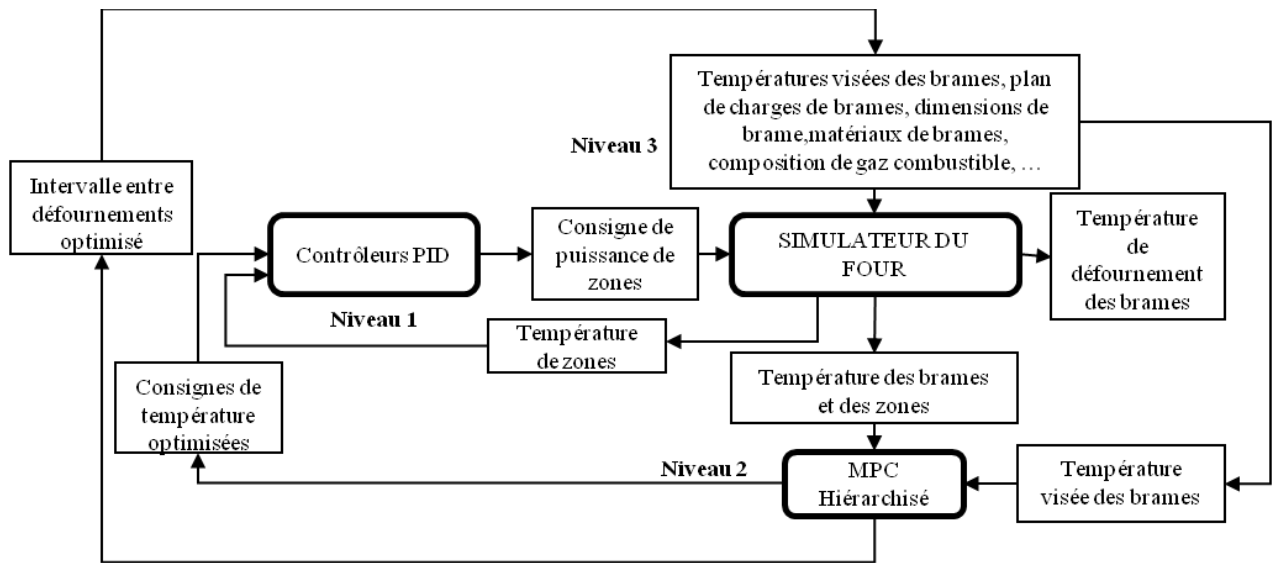 Températures visées des brames, plan
de charges de brames, dimensions de
brame,matériaux de brames,
composition de gaz combustible, …
Niveau 3
Intervalle entre
défournements
optimisé
Contrôleurs PID
Consigne de
puissance de
zones
SIMULATEUR DU
FOUR
Température
de
défournement
des brames
Niveau 1
Température
de zones
Consignes de
température
optimisées
Température des brames
et des zones
Niveau 2
MPC
Hiérarchisé
Température
visée des brames